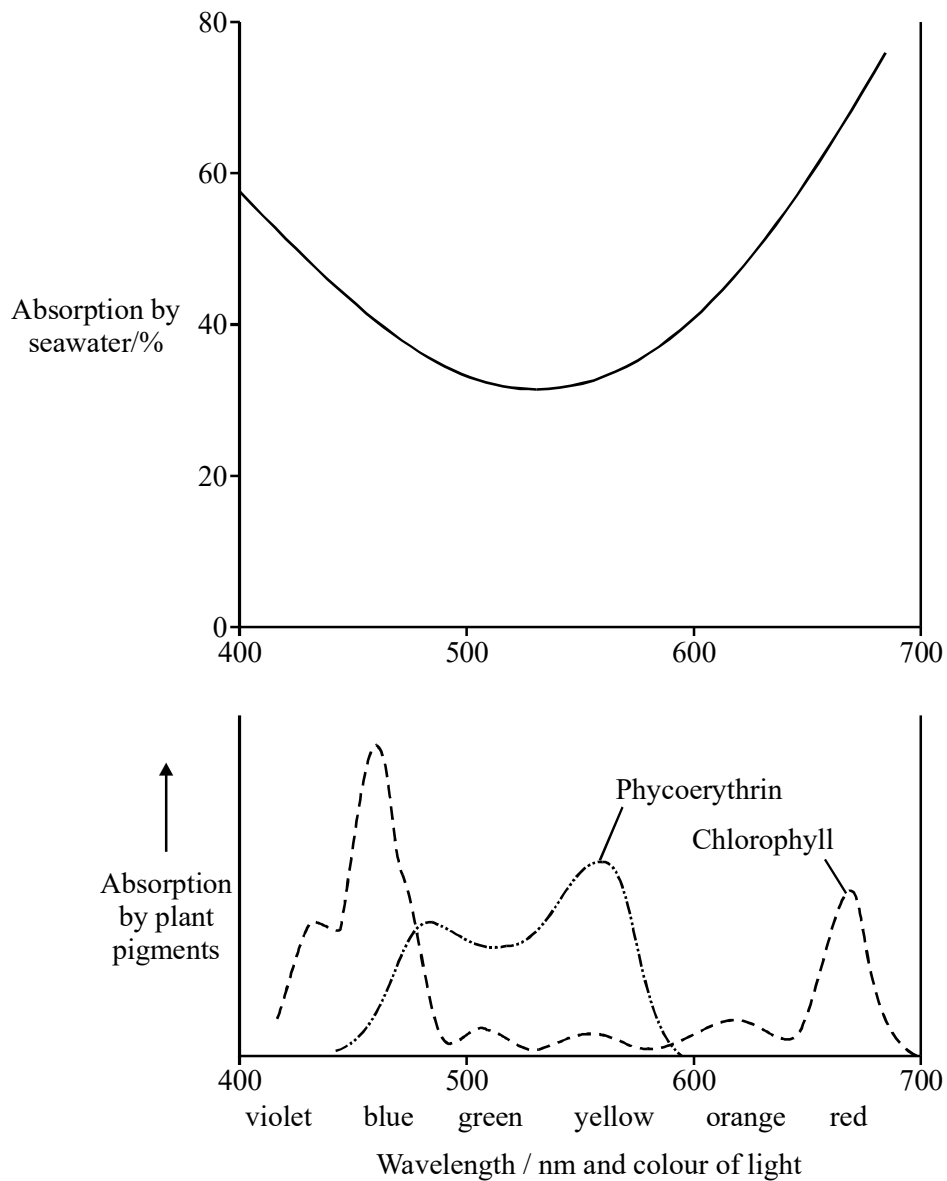 80
60
Absorption by
seawater/%
40
20
0
400 500 600 700
Phycoerythrin
Chlorophyll
Absorption
by plant
pigments
400 500 600 700
violet blue green yellow orange red
Wavelength / nm and colour of light